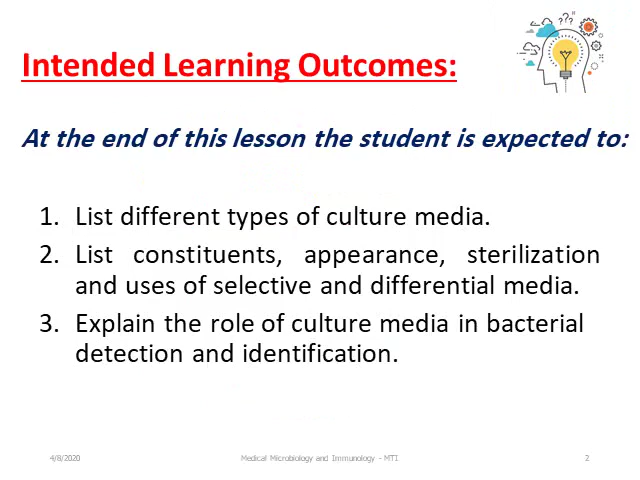 Intended Learning Outcomes:
At the end of this lesson the student is expected to:
1. List different types of culture media.
2. List constituents, appearance, sterilization
and uses of selective and differential media.
3. Explain the role of culture media in bacterial
detection and identification.
4/8/2020 Medical Microbiology and Immunology - MTI 2